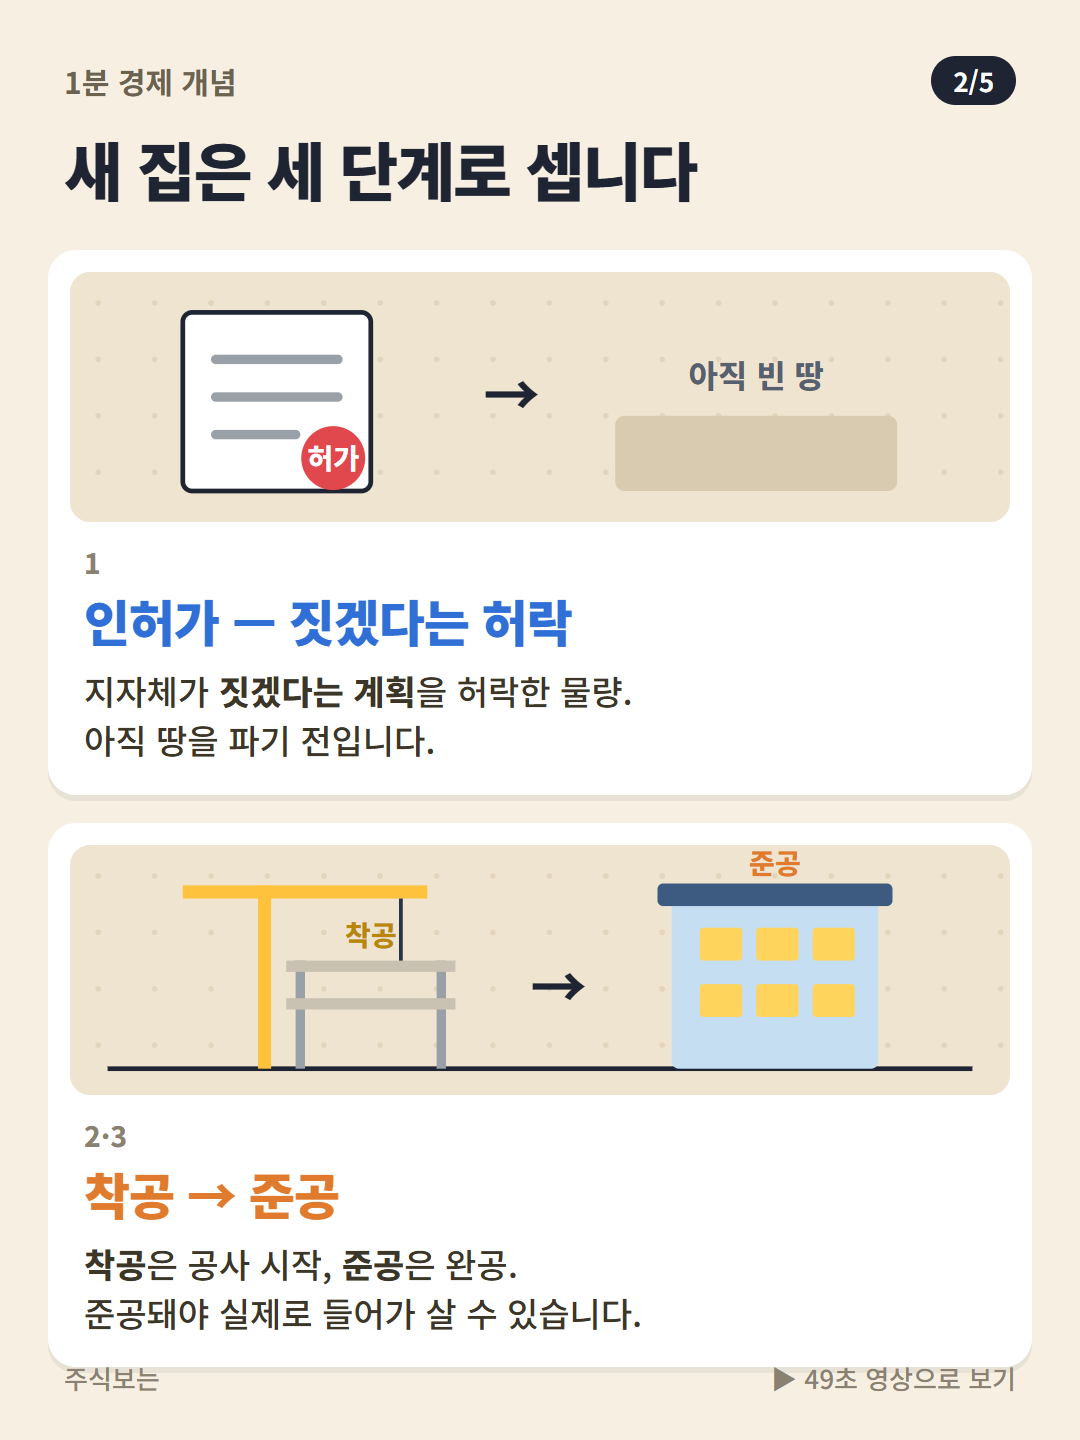 1분 경제 개념
2/5
새 집은 세 단계로 셉니다
허가
→
아직 빈 땅
1
인허가 — 짓겠다는 허락
지자체가 짓겠다는 계획을 허락한 물량.
아직 땅을 파기 전입니다.
착공
→
준공
2·3
착공 → 준공
착공은 공사 시작, 준공은 완공.
준공돼야 실제로 들어가 살 수 있습니다.
주식보는
▶ 49초 영상으로 보기